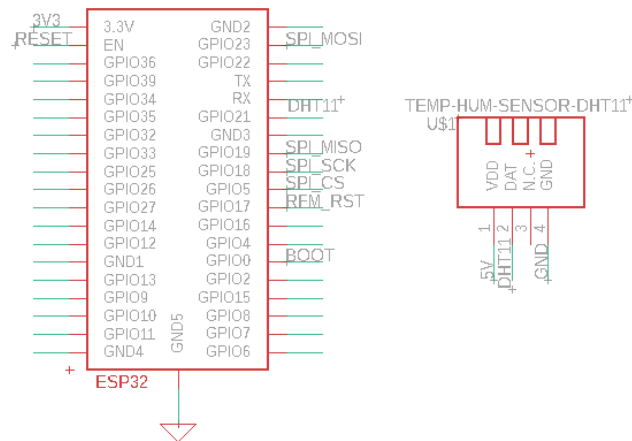 3V3 3.3V GND2
RESET EN GPIO23 SPI_MOSI
GPIO36 GPIO22
GPIO39 TX
GPIO34 RX DHT11
GPIO35 GPIO21
GPIO32 GND3
GPIO33 GPIO19 SPI_MISO
GPIO25 GPIO18 SPI_SCK
GPIO26 GPIO5 SPI_CS
GPIO27 GPIO17 RFM_RST
GPIO14 GPIO16
GPIO12 GPIO4
GND1 GPIO0 BOOT
GPIO13 GPIO2
GPIO9 GPIO15
GPIO10 GPIO8
GPIO11 GPIO7
GND4 GPIO6
GND5
ESP32
TEMP-HUM-SENSOR-DHT11
U$1
VDD DAT N.C. GND
1 2 3 4
5V DHT11 GND